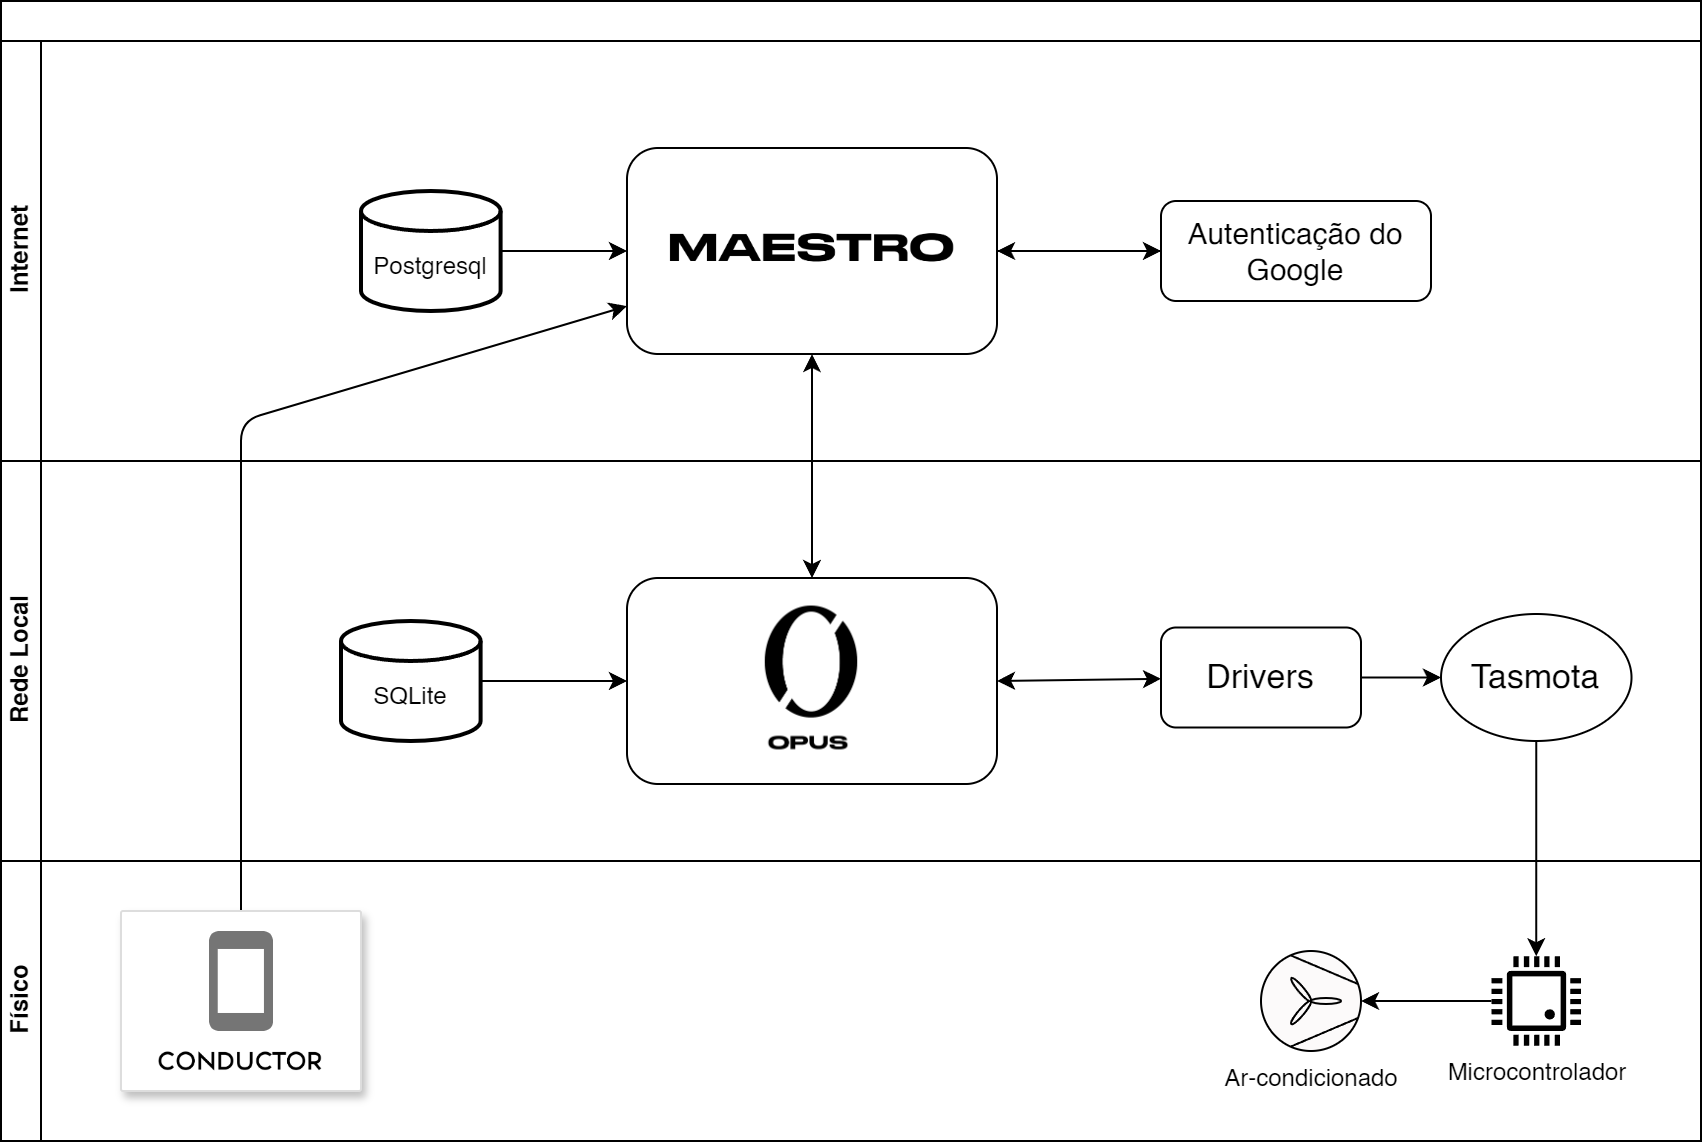 Internet
Postgresql
MAESTRO
Autenticação do
Google
Rede Local
SQLite
OPUS
Drivers
Tasmota
Físico
CONDUCTOR
Ar-condicionado
Microcontrolador